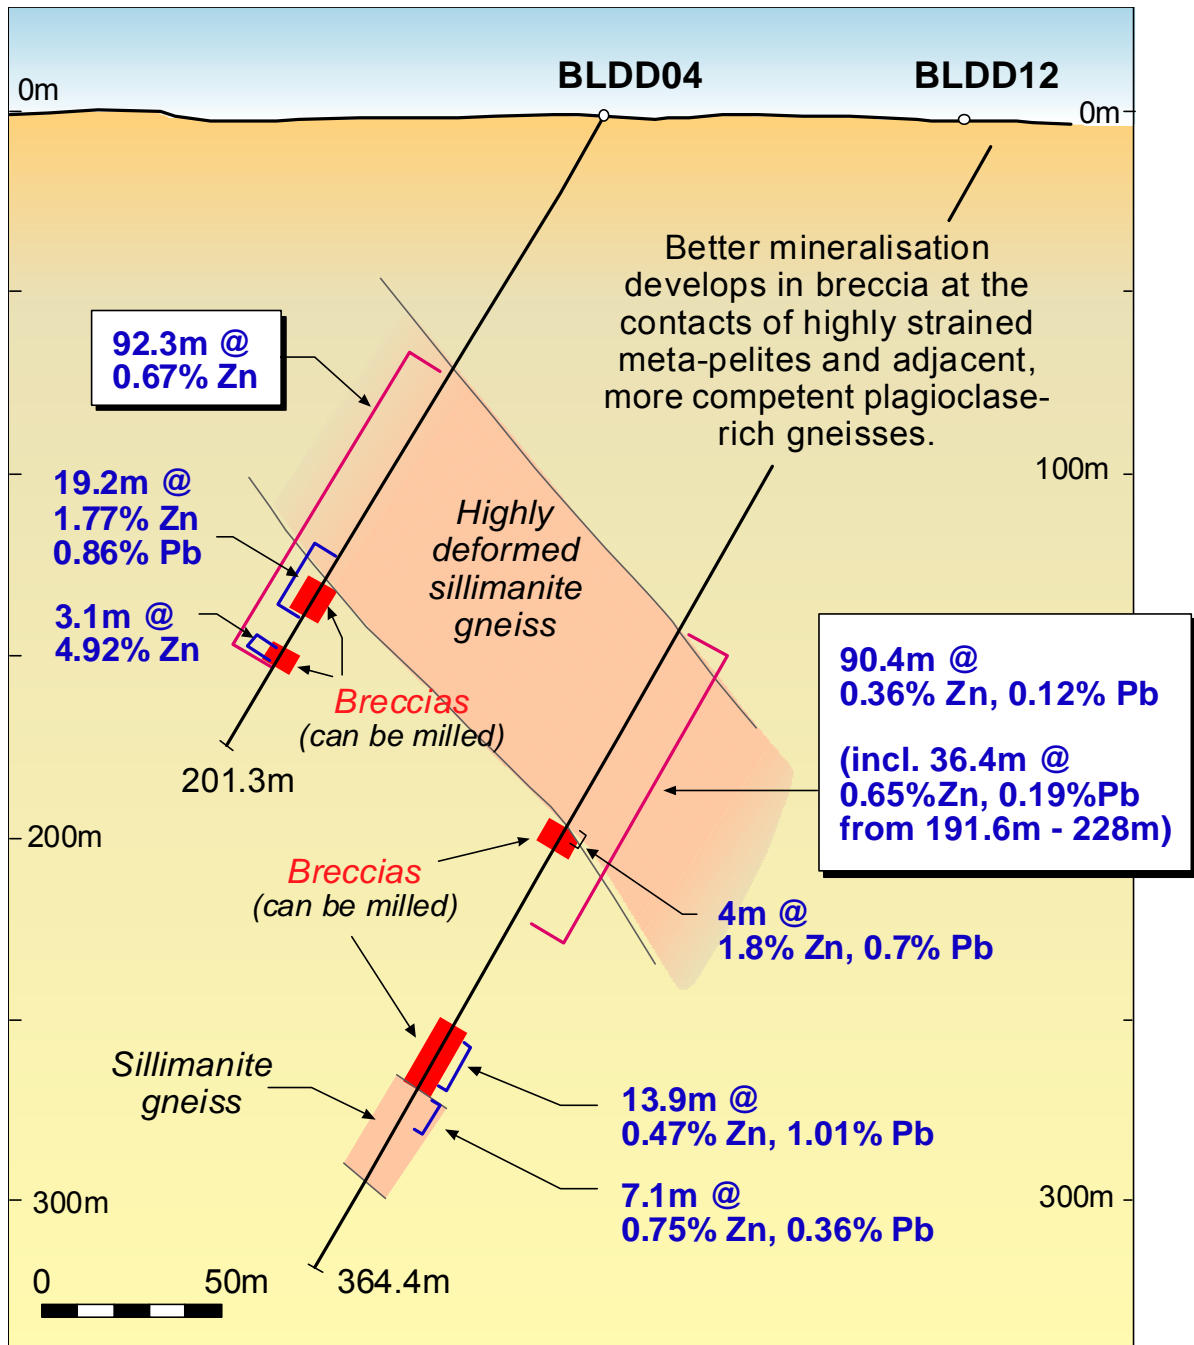 BLDD04
BLDD12
0m
0m
Better mineralisation
develops in breccia at the
contacts of highly strained
meta-pelites and adjacent,
more competent plagioclase-
rich gneisses.
92.3m @
0.67% Zn
100m
19.2m @
1.77% Zn
0.86% Pb
Highly
deformed
sillimanite
gneiss
3.1m @
4.92% Zn
90.4m @
0.36% Zn, 0.12% Pb
(incl. 36.4m @
0.65%Zn, 0.19%Pb
from 191.6m - 228m)
Breccias
(can be milled)
201.3m
200m
Breccias
(can be milled)
4m @
1.8% Zn, 0.7% Pb
Sillimanite
gneiss
13.9m @
0.47% Zn, 1.01% Pb
7.1m @
0.75% Zn, 0.36% Pb
300m
300m
0
50m
364.4m